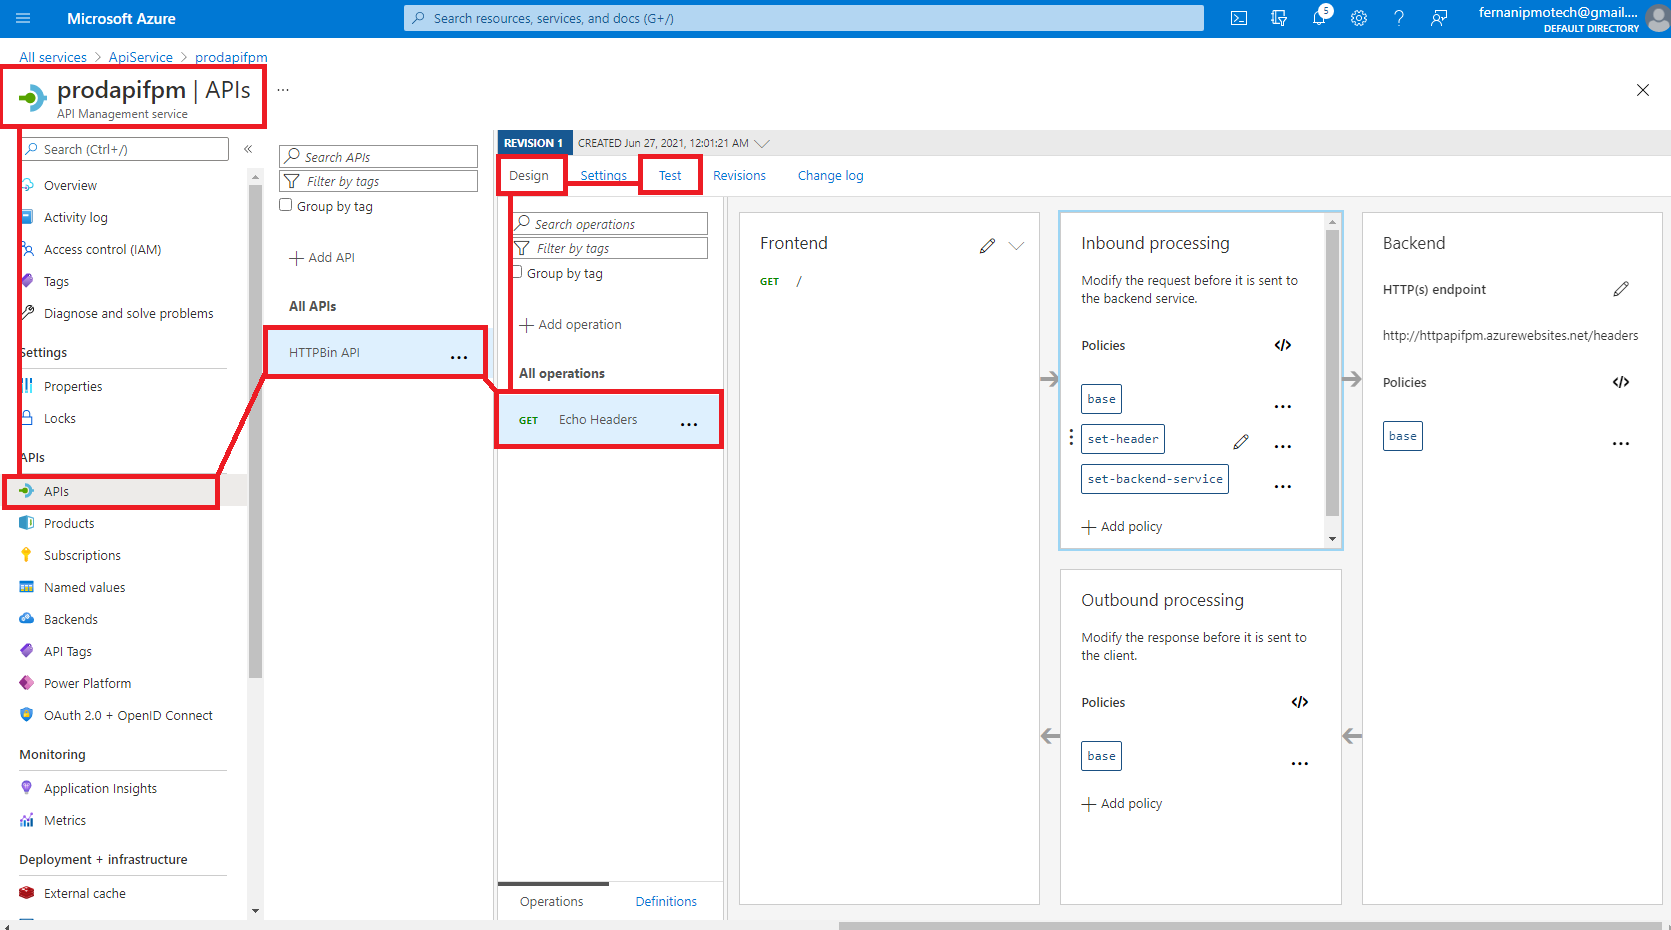 Microsoft Azure
Search resources, services, and docs (G+/)
5
fernanipmotech@gmail....
DEFAULT DIRECTORY
All services > ApiService > prodapifpm
prodapifpm | APIs ...
API Management service
Search (Ctrl+/)
«
Overview
Activity log
Access control (IAM)
Tags
Diagnose and solve problems
Settings
Properties
Locks
APIs
APIs
Products
Subscriptions
Named values
Backends
API Tags
Power Platform
OAuth 2.0 + OpenID Connect
Monitoring
Application Insights
Metrics
Deployment + infrastructure
External cache
Search APIs
Filter by tags
Group by tag
Add API
All APIs
HTTPBin API ...
REVISION 1 CREATED Jun 27, 2021, 12:01:21 AM
Design Settings Test Revisions Change log
Search operations
Filter by tags
Group by tag
Add operation
All operations
GET Echo Headers ...
Operations Definitions
Frontend
GET /
Inbound processing
Modify the request before it is sent to
the backend service.
Policies </>
base ...
set-header ...
set-backend-service ...
Add policy
Outbound processing
Modify the response before it is sent to
the client.
Policies </>
base ...
Add policy
Backend
HTTP(s) endpoint
http://httpapifpm.azurewebsites.net/headers
Policies </>
base ...